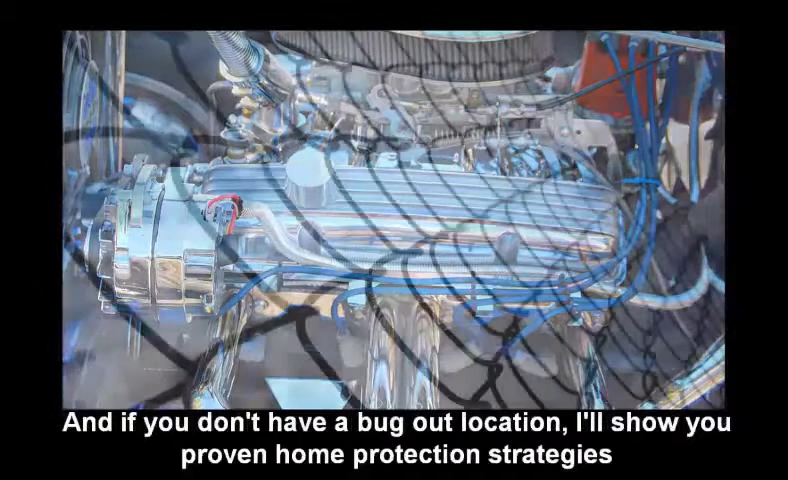 And if you don't have a bug out location, I'll show you
proven home protection strategies